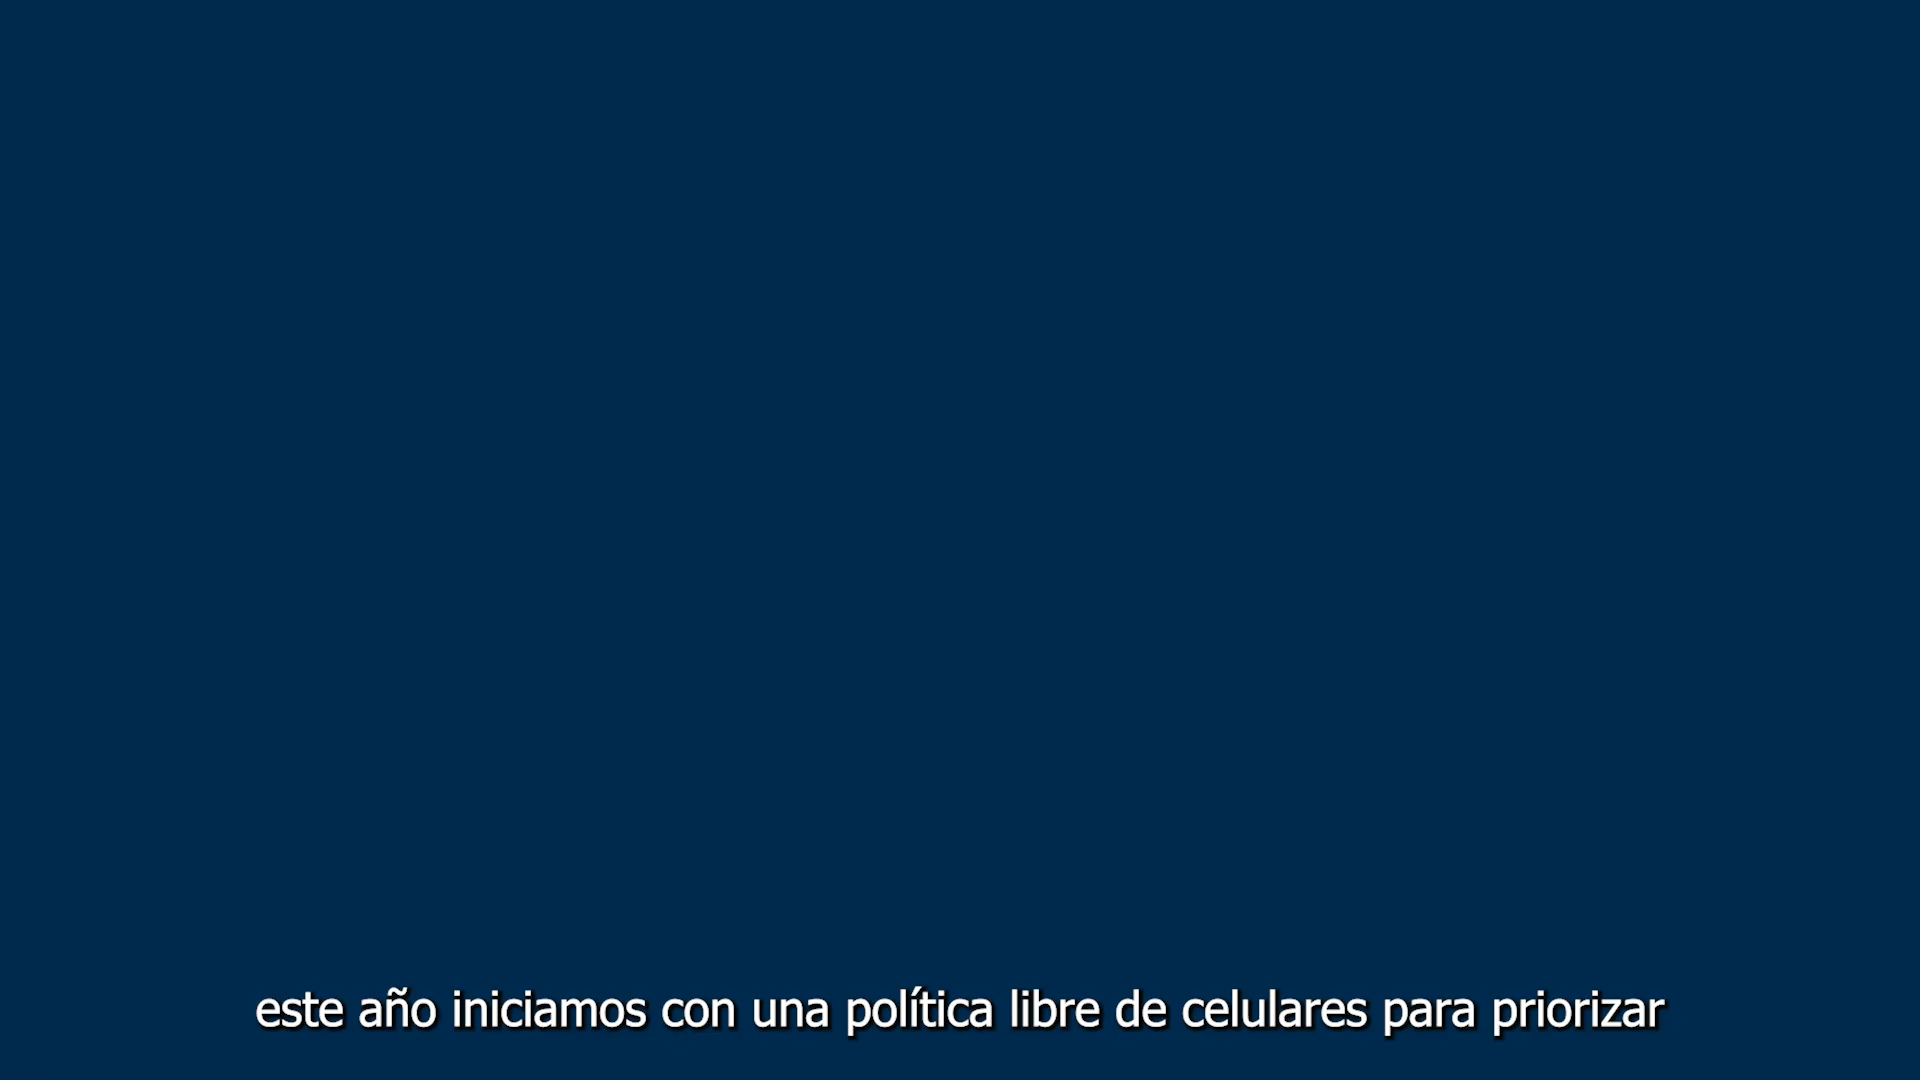 este año iniciamos con una política libre de celulares para priorizar